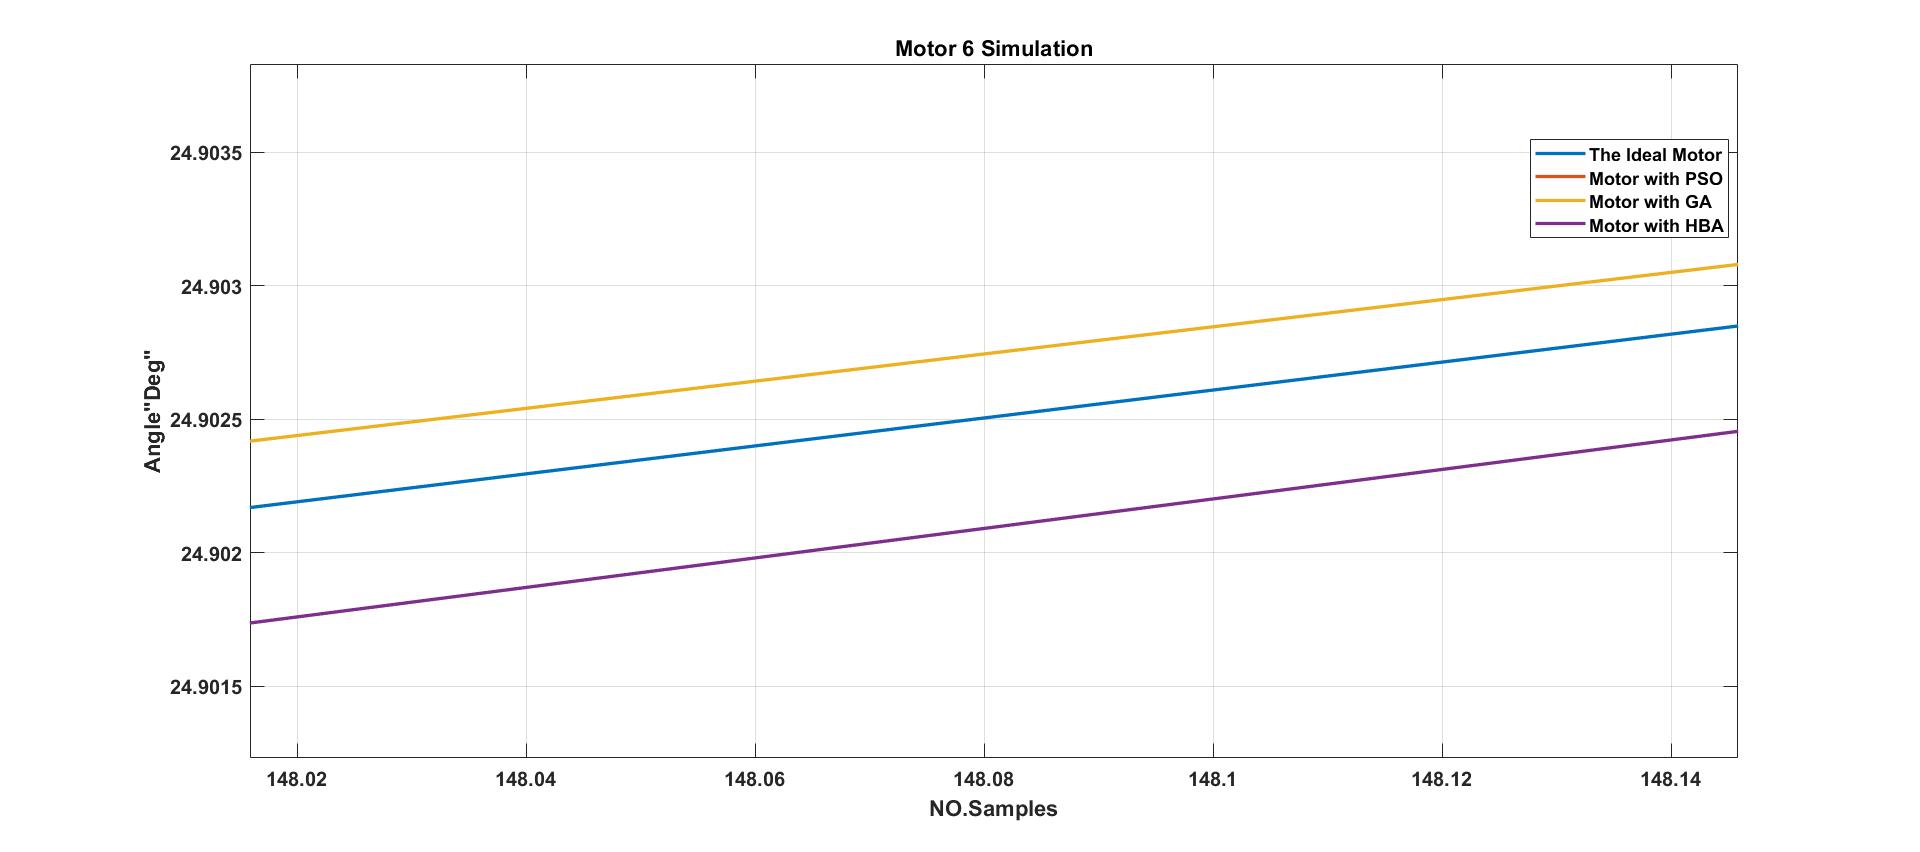 Motor 6 Simulation
24.9035
24.903
24.9025
24.902
24.9015
Angle"Deg"
The Ideal Motor
Motor with PSO
Motor with GA
Motor with HBA
148.02 148.04 148.06 148.08 148.1 148.12 148.14
NO.Samples